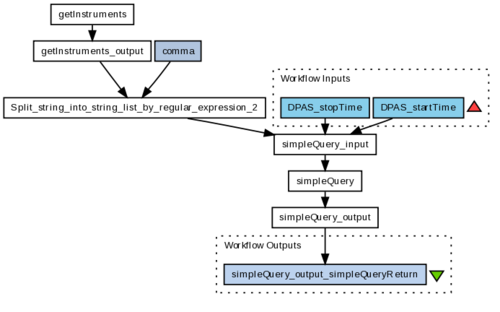 getInstruments
getInstruments_output
comma
Workflow Inputs
Split_string_into_string_list_by_regular_expression_2
DPAS_stopTime
DPAS_startTime
simpleQuery_input
simpleQuery
simpleQuery_output
Workflow Outputs
simpleQuery_output_simpleQueryReturn